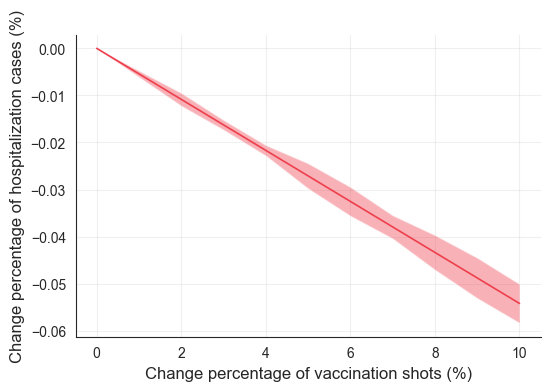 Change percentage of hospitalization cases (%)
0.00
−0.01
−0.02
−0.03
−0.04
−0.05
−0.06
0 2 4 6 8 10
Change percentage of vaccination shots (%)